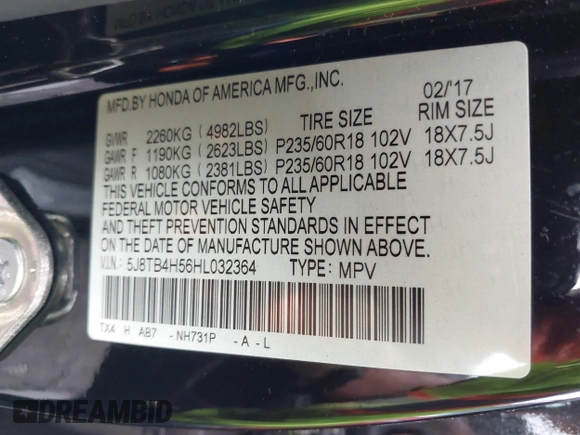 MFD.BY HONDA OF AMERICA MFG.,INC. 02/'17
TIRE SIZE RIM SIZE
GVWR 2260KG (4982LBS)
GAWR F 1190KG (2623LBS) P235/60R18 102V 18X7.5J
GAWR R 1080KG (2381LBS) P235/60R18 102V 18X7.5J
THIS VEHICLE CONFORMS TO ALL APPLICABLE
FEDERAL MOTOR VEHICLE SAFETY
AND THEFT PREVENTION STANDARDS IN EFFECT
ON THE DATE OF MANUFACTURE SHOWN ABOVE.
V.I.N.: 5J8TB4H56HL032364 TYPE: MPV
TX4 H AB7 -NH731P -A -L
DREAMBID